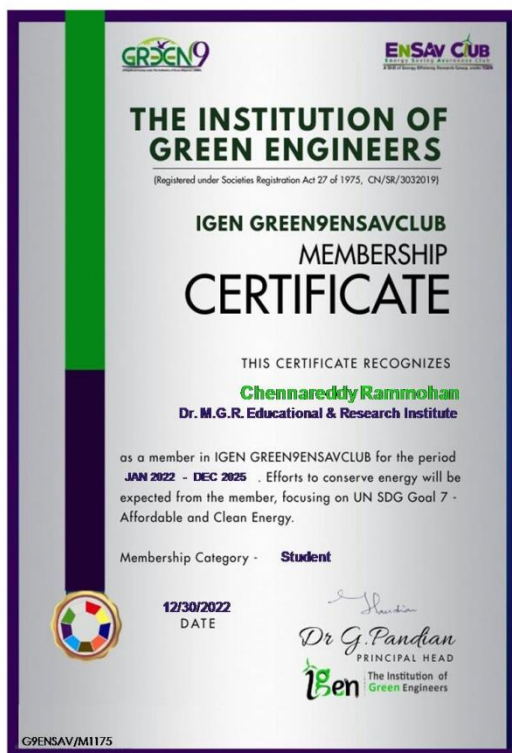 GREEN9
ENSAV CLUB
Energy Saving Awareness Club
THE INSTITUTION OF
GREEN ENGINEERS
(Registered under Societies Registration Act 27 of 1975, CN/SR/3032019)
IGEN GREEN9ENSAVCLUB
MEMBERSHIP
CERTIFICATE
THIS CERTIFICATE RECOGNIZES
Chennareddy Rammohan
Dr. M.G.R. Educational & Research Institute
as a member in IGEN GREEN9ENSAVCLUB for the period
JAN 2022 - DEC 2025 . Efforts to conserve energy will be
expected from the member, focusing on UN SDG Goal 7 -
Affordable and Clean Energy.
Membership Category - Student
12/30/2022
DATE
Dr G.Pandian
PRINCIPAL HEAD
igen
The Institution of
Green Engineers
G9ENSAV/M1175